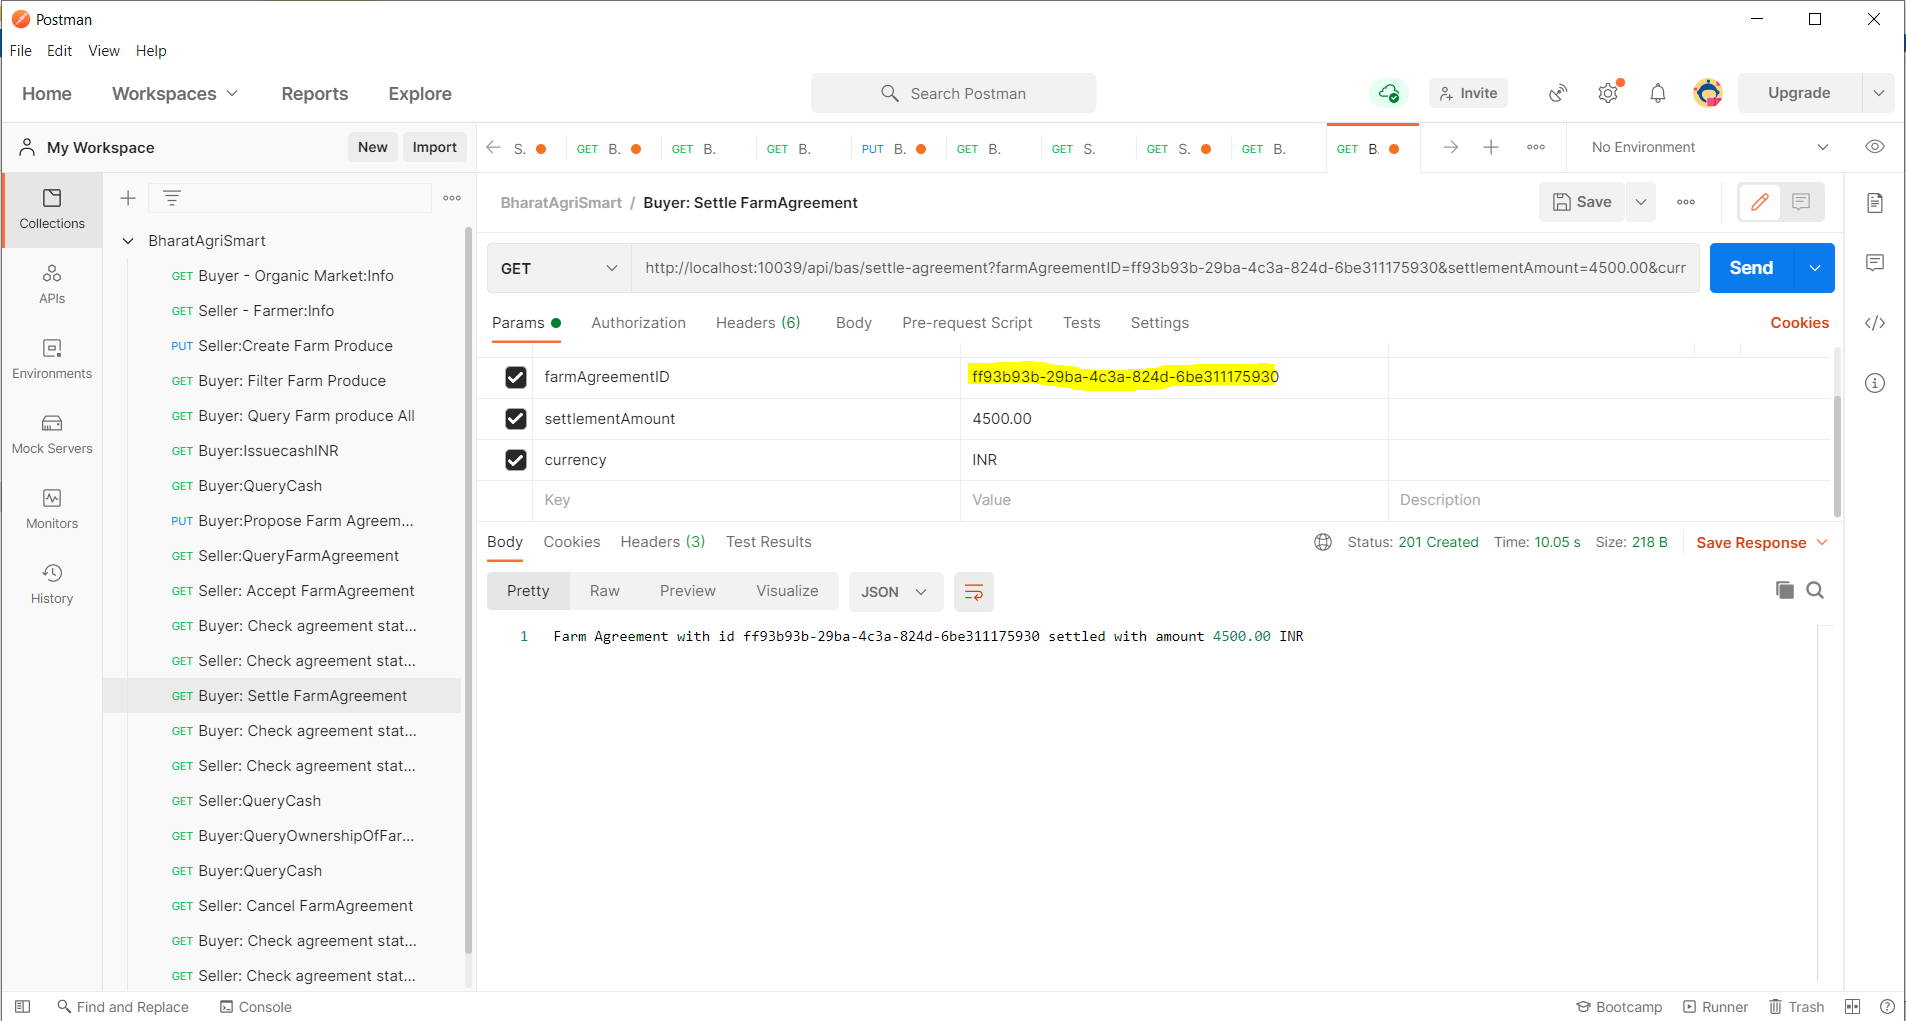 Postman
File Edit View Help
Home Workspaces Reports Explore Search Postman Invite Upgrade
My Workspace New Import
S. GET B. GET B. GET B. PUT B. GET B. GET S. GET S. GET B. GET B. No Environment
Collections
APIs
Environments
Mock Servers
Monitors
History
BharatAgriSmart
GET Buyer - Organic Market:Info
GET Seller - Farmer:Info
PUT Seller:Create Farm Produce
GET Buyer: Filter Farm Produce
GET Buyer: Query Farm produce All
GET Buyer:IssuecashINR
GET Buyer:QueryCash
PUT Buyer:Propose Farm Agreem...
GET Seller:QueryFarmAgreement
GET Seller: Accept FarmAgreement
GET Buyer: Check agreement stat...
GET Seller: Check agreement stat...
GET Buyer: Settle FarmAgreement
GET Buyer: Check agreement stat...
GET Seller: Check agreement stat...
GET Seller:QueryCash
GET Buyer:QueryOwnershipOfFar...
GET Buyer:QueryCash
GET Seller: Cancel FarmAgreement
GET Buyer: Check agreement stat...
GET Seller: Check agreement stat...
BharatAgriSmart / Buyer: Settle FarmAgreement Save
GET http://localhost:10039/api/bas/settle-agreement?farmAgreementID=ff93b93b-29ba-4c3a-824d-6be311175930&settlementAmount=4500.00&curr Send
Params Authorization Headers (6) Body Pre-request Script Tests Settings Cookies
farmAgreementID ff93b93b-29ba-4c3a-824d-6be311175930
settlementAmount 4500.00
currency INR
Key Value Description
Body Cookies Headers (3) Test Results Status: 201 Created Time: 10.05 s Size: 218 B Save Response
Pretty Raw Preview Visualize JSON
1 Farm Agreement with id ff93b93b-29ba-4c3a-824d-6be311175930 settled with amount 4500.00 INR
Find and Replace Console Bootcamp Runner Trash